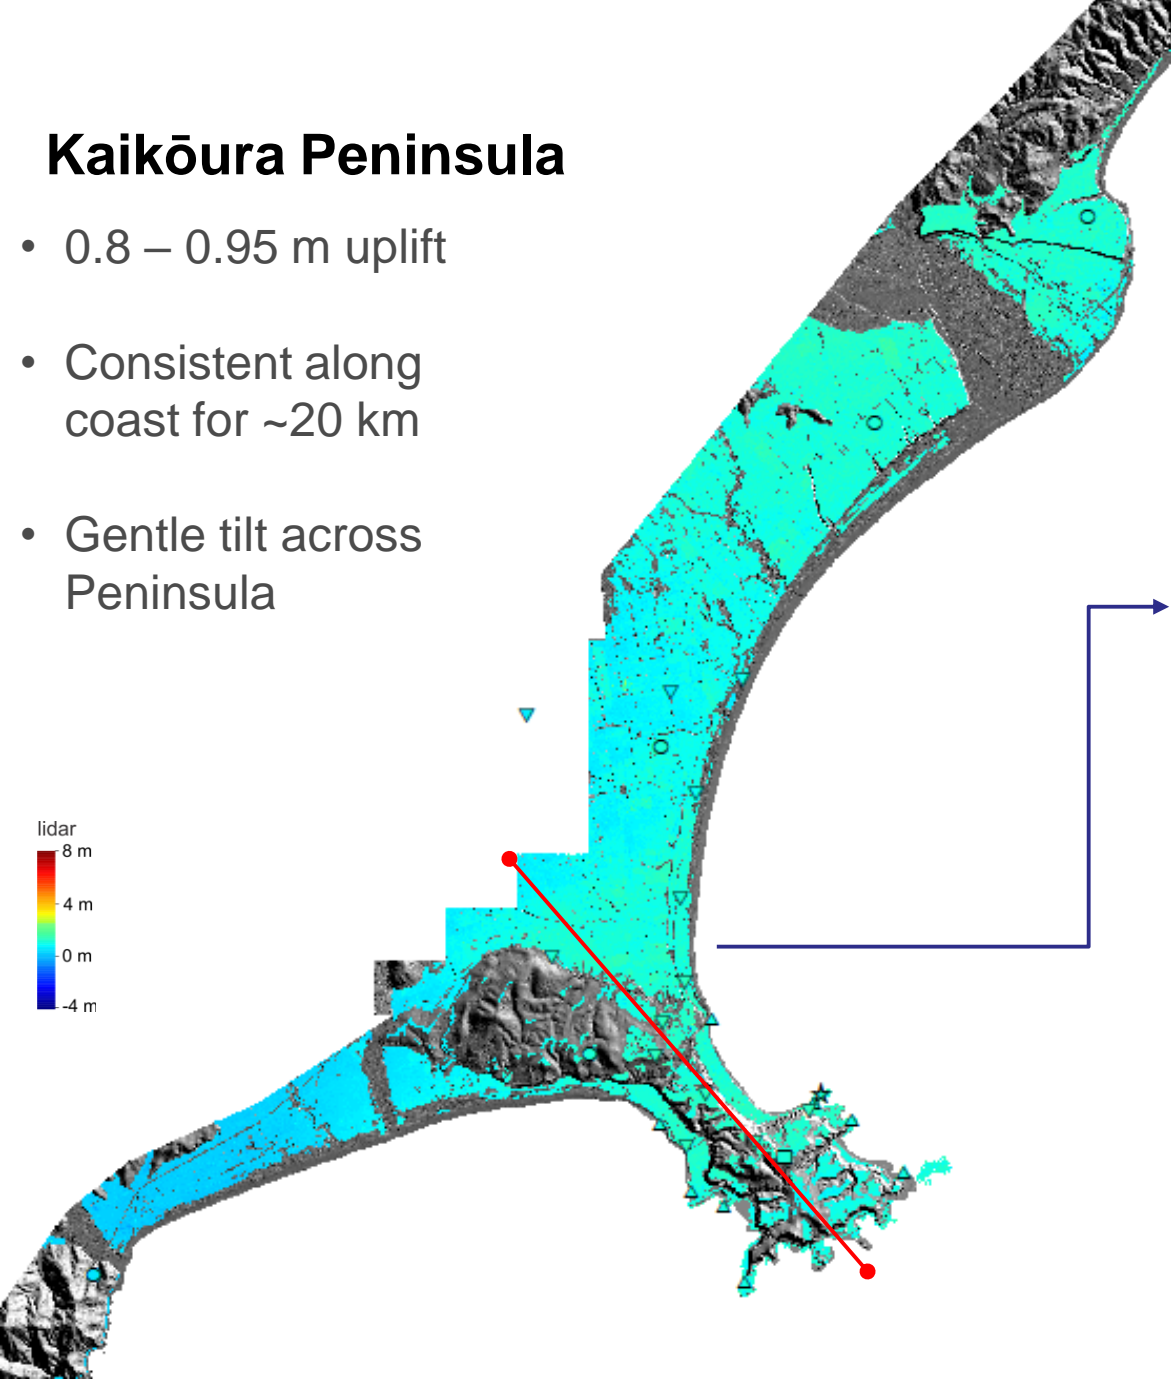 Kaikōura Peninsula
• 0.8 – 0.95 m uplift
• Consistent along
coast for ~20 km
• Gentle tilt across
Peninsula
lidar
8 m
4 m
0 m
-4 m